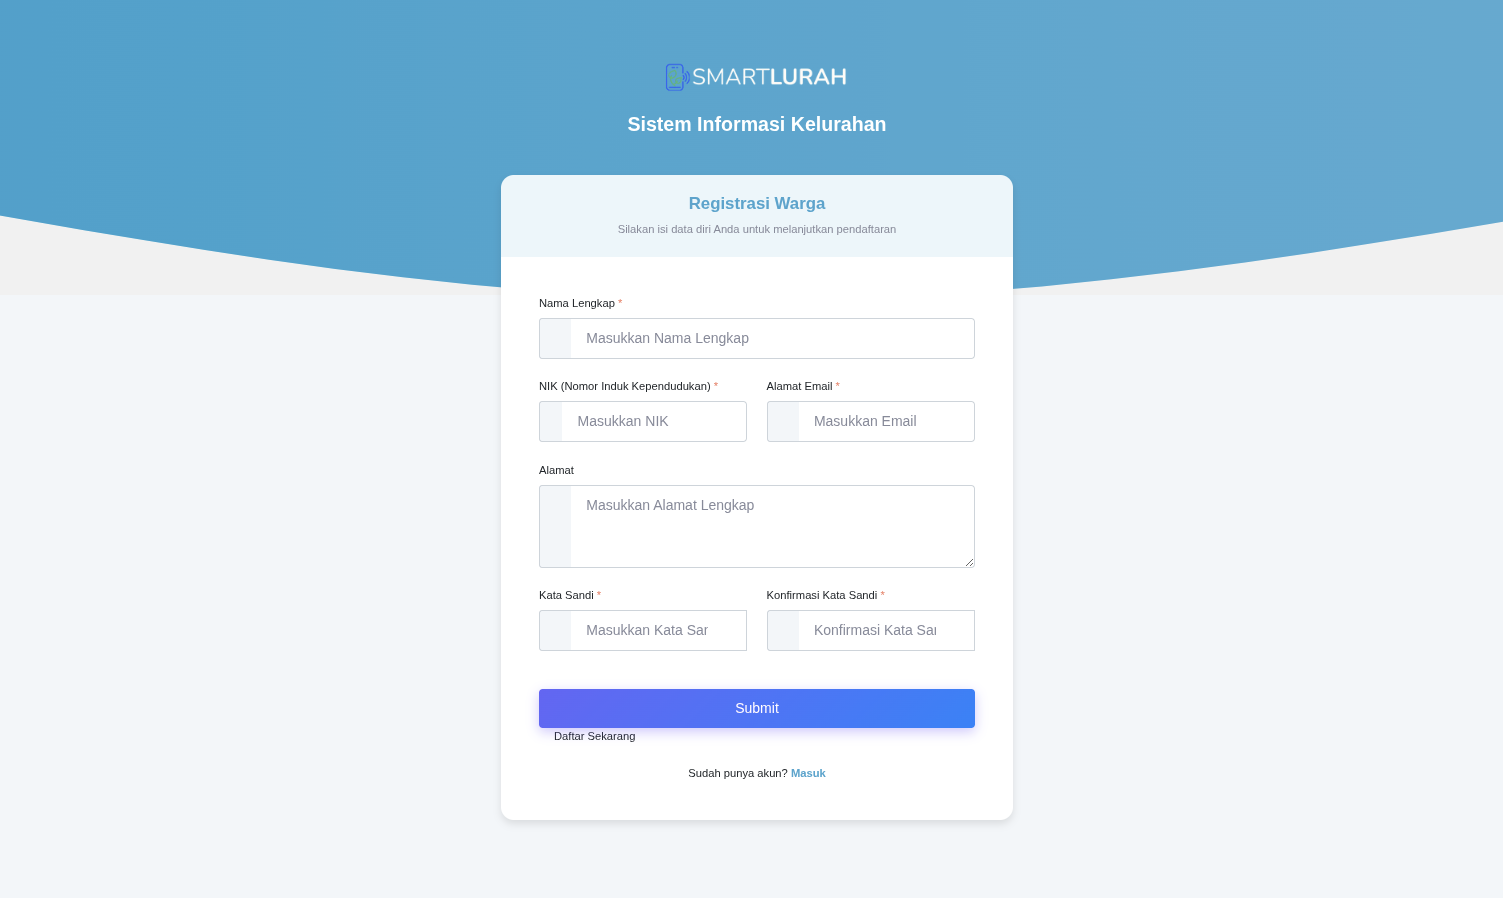 SMARTLURAH
Sistem Informasi Kelurahan
Registrasi Warga
Silakan isi data diri Anda untuk melanjutkan pendaftaran
Nama Lengkap *
Masukkan Nama Lengkap
NIK (Nomor Induk Kependudukan) * Alamat Email *
Masukkan NIK Masukkan Email
Alamat
Masukkan Alamat Lengkap
Kata Sandi * Konfirmasi Kata Sandi *
Masukkan Kata Sar Konfirmasi Kata Sai
Submit
Daftar Sekarang
Sudah punya akun? Masuk